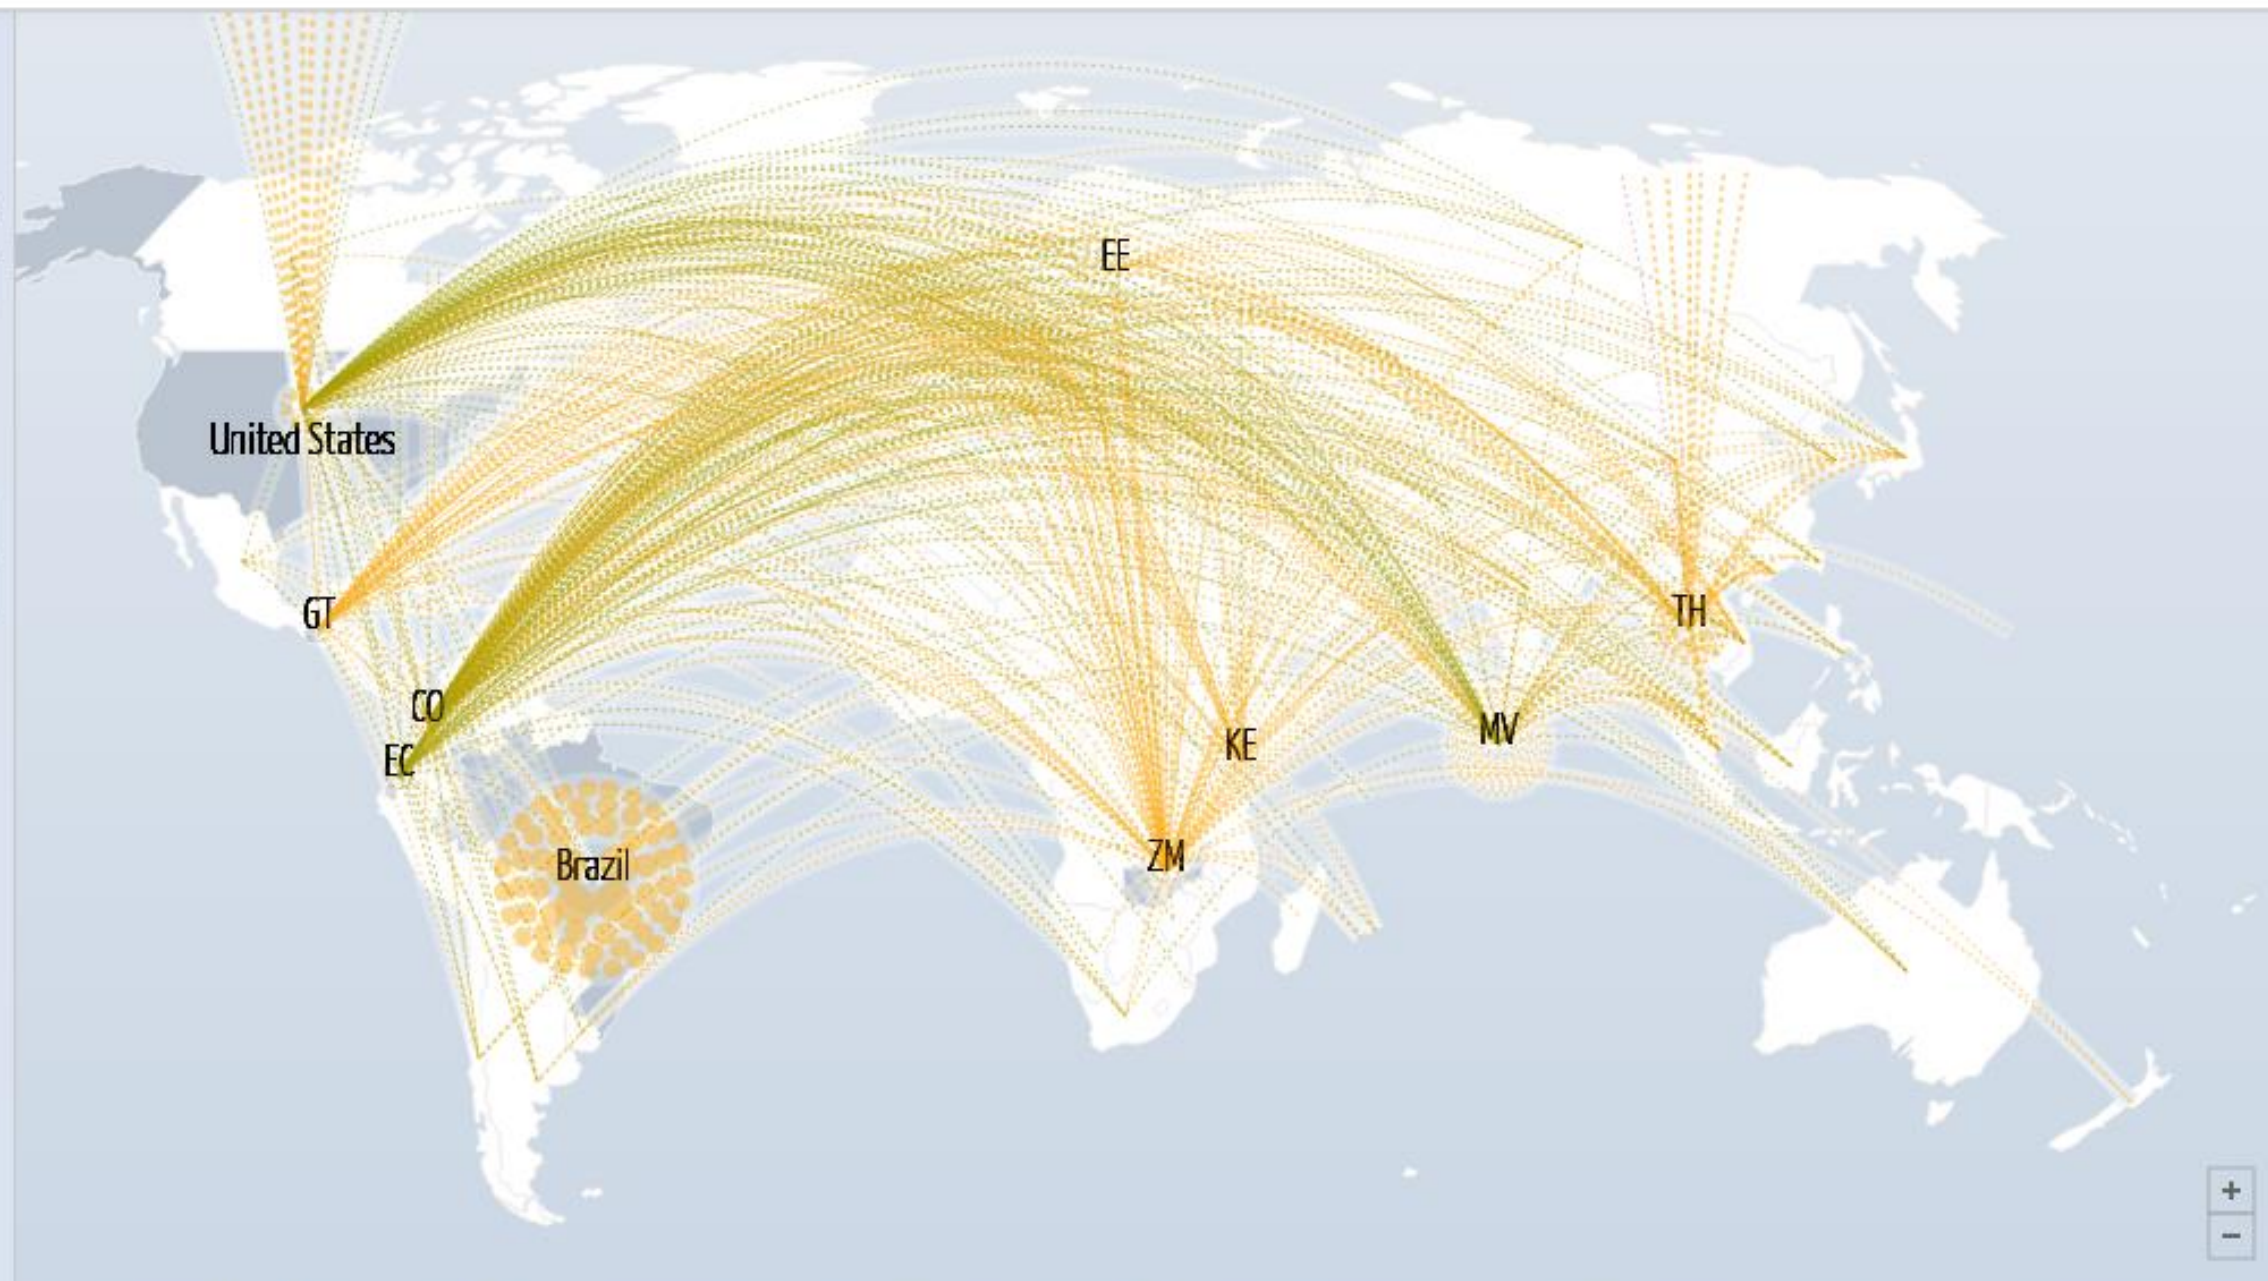 EE
United States
GT
TH
CO
MV
EC
KE
ZM
Brazil
+
−